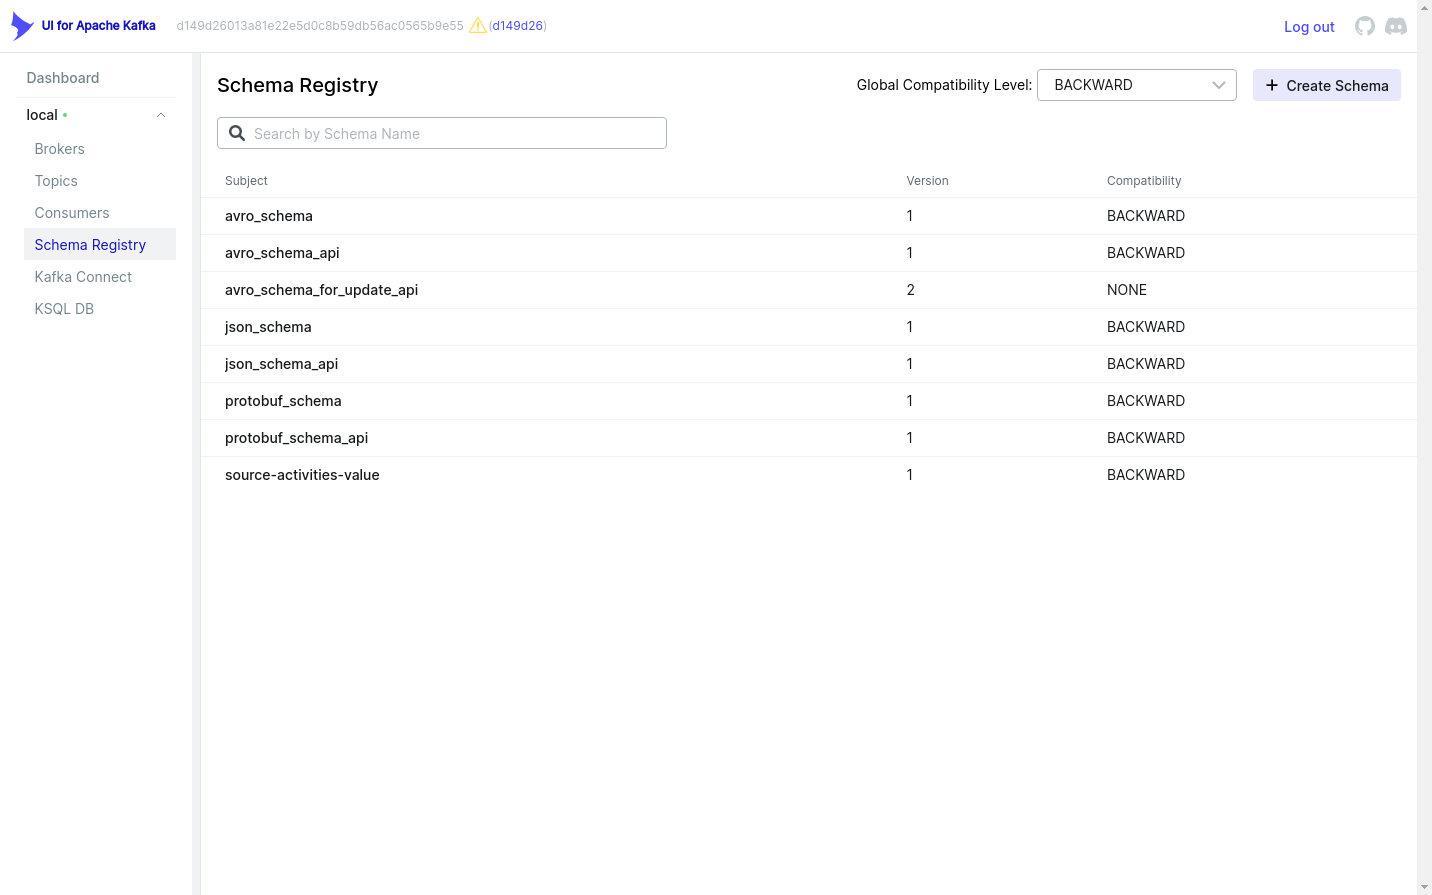 UI for Apache Kafka d149d26013a81e22e5d0c8b59db56ac0565b9e55 (d149d26) Log out
Dashboard
local
Brokers
Topics
Consumers
Schema Registry
Kafka Connect
KSQL DB
Schema Registry Global Compatibility Level: BACKWARD Create Schema
Search by Schema Name
Subject Version Compatibility
avro_schema 1 BACKWARD
avro_schema_api 1 BACKWARD
avro_schema_for_update_api 2 NONE
json_schema 1 BACKWARD
json_schema_api 1 BACKWARD
protobuf_schema 1 BACKWARD
protobuf_schema_api 1 BACKWARD
source-activities-value 1 BACKWARD